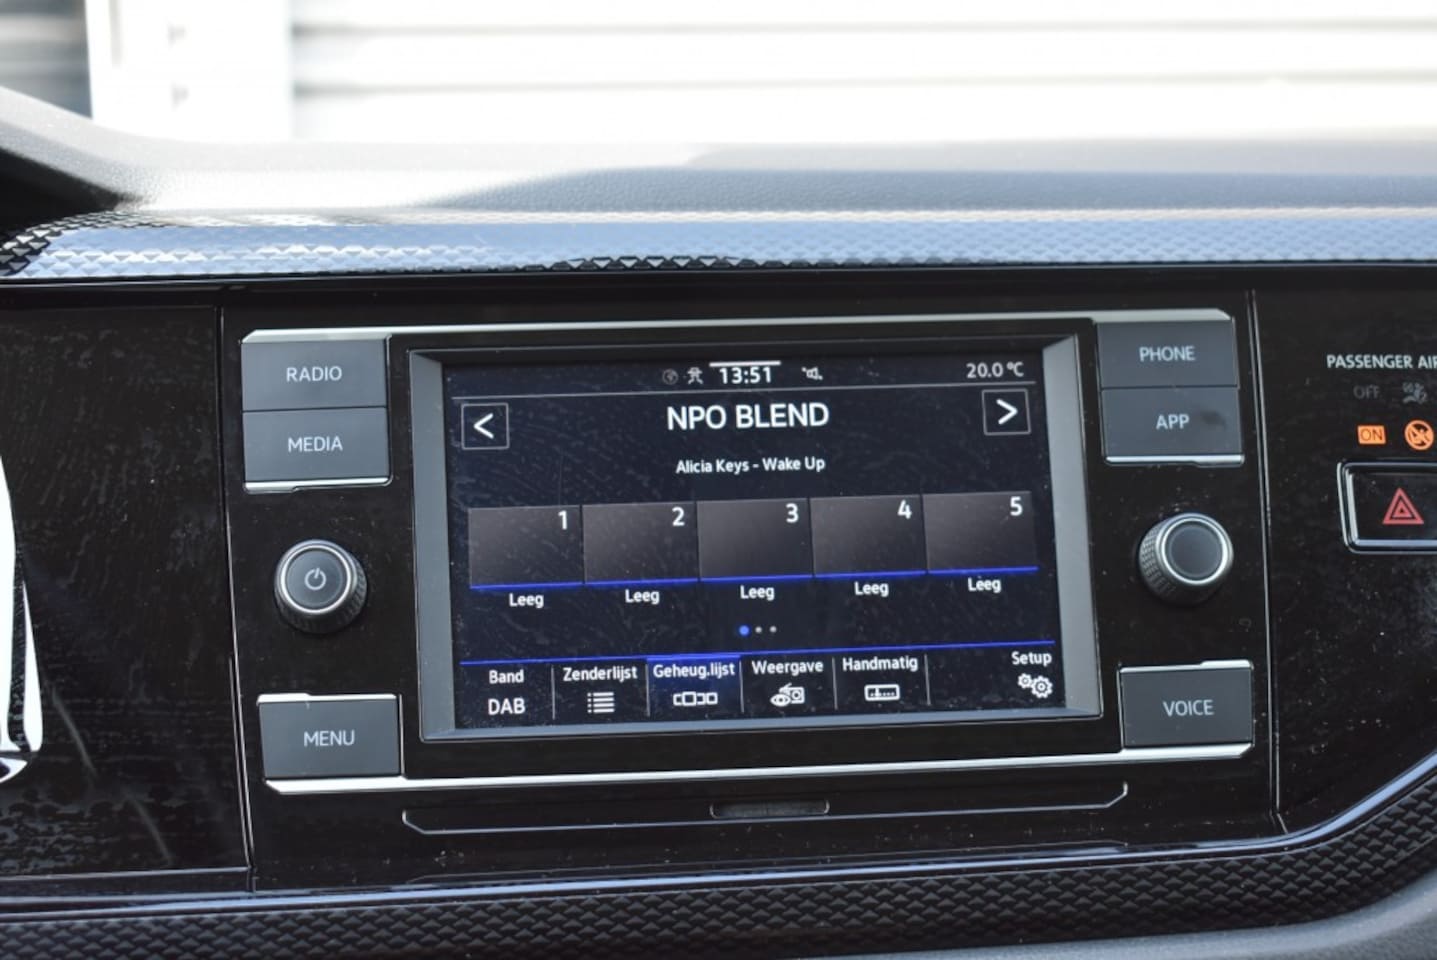 RADIO
MEDIA
MENU
13:51
20.0 °C
<
NPO BLEND
>
Alicia Keys - Wake Up
1 2 3 4 5
Leeg Leeg Leeg Leeg Leeg
Band Zenderlijst Geheug.lijst Weergave Handmatig Setup
DAB
PHONE
APP
VOICE
PASSENGER AIR
OFF
ON